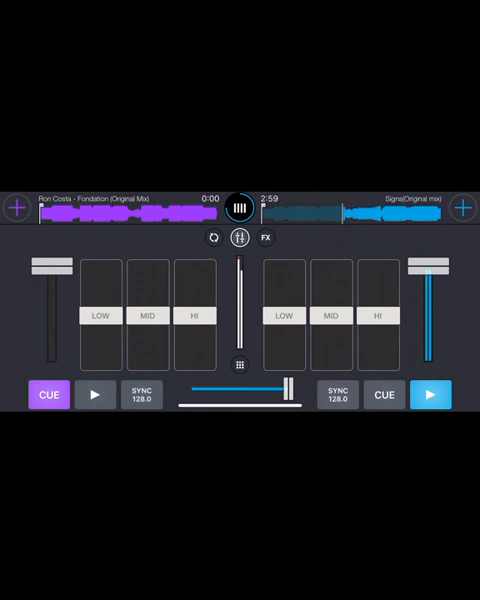 Ron Costa - Fondation (Original Mix) 0:00 2:59 Signs(Original mix)
FX
LOW MID HI LOW MID HI
CUE SYNC 128.0 SYNC 128.0 CUE